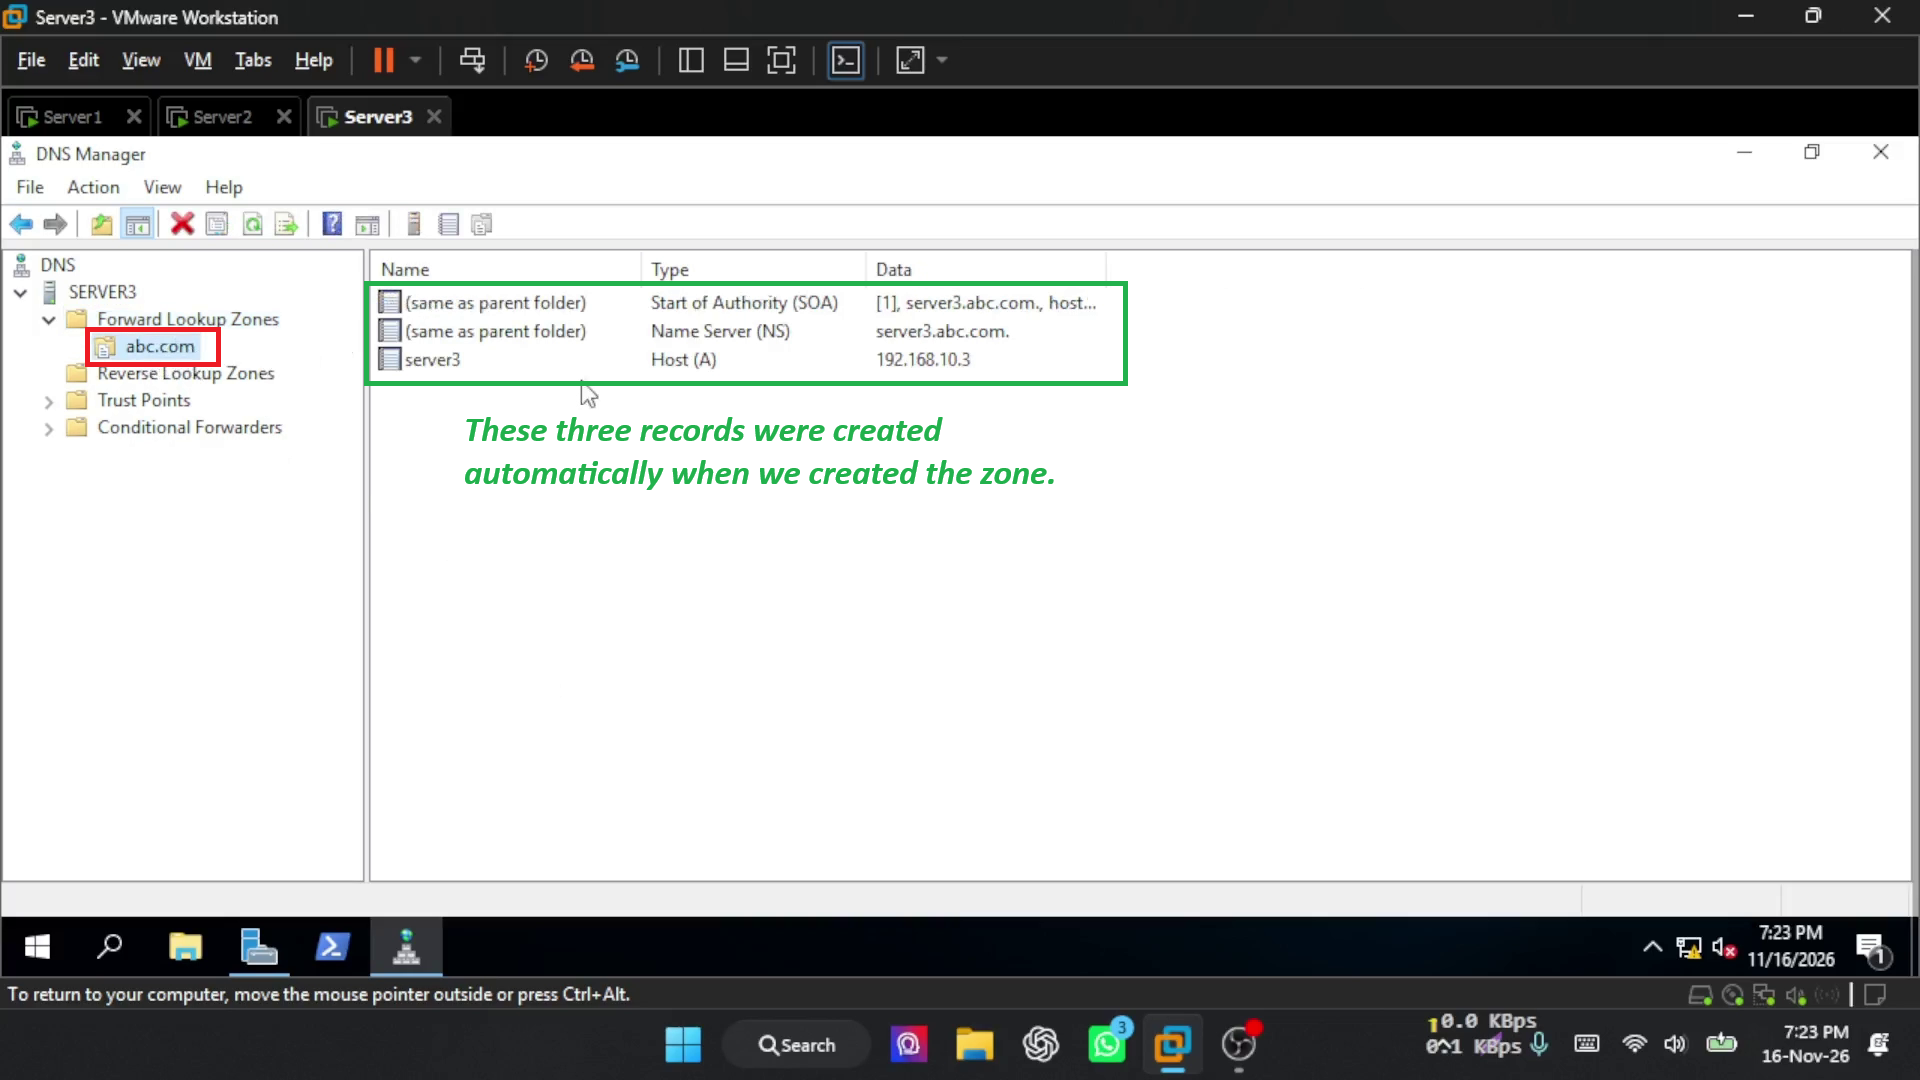 Server3 - VMware Workstation
File Edit View VM Tabs Help
Server1 Server2 Server3
DNS Manager
File Action View Help
DNS
SERVER3
Forward Lookup Zones
abc.com
Reverse Lookup Zones
Trust Points
Conditional Forwarders
Name Type Data
(same as parent folder) Start of Authority (SOA) [1], server3.abc.com., host...
(same as parent folder) Name Server (NS) server3.abc.com.
server3 Host (A) 192.168.10.3
These three records were created
automatically when we created the zone.
7:23 PM
11/16/2026
1
To return to your computer, move the mouse pointer outside or press Ctrl+Alt.
Search
3
0.0 KBps
0.1 KBps
7:23 PM
16-Nov-26